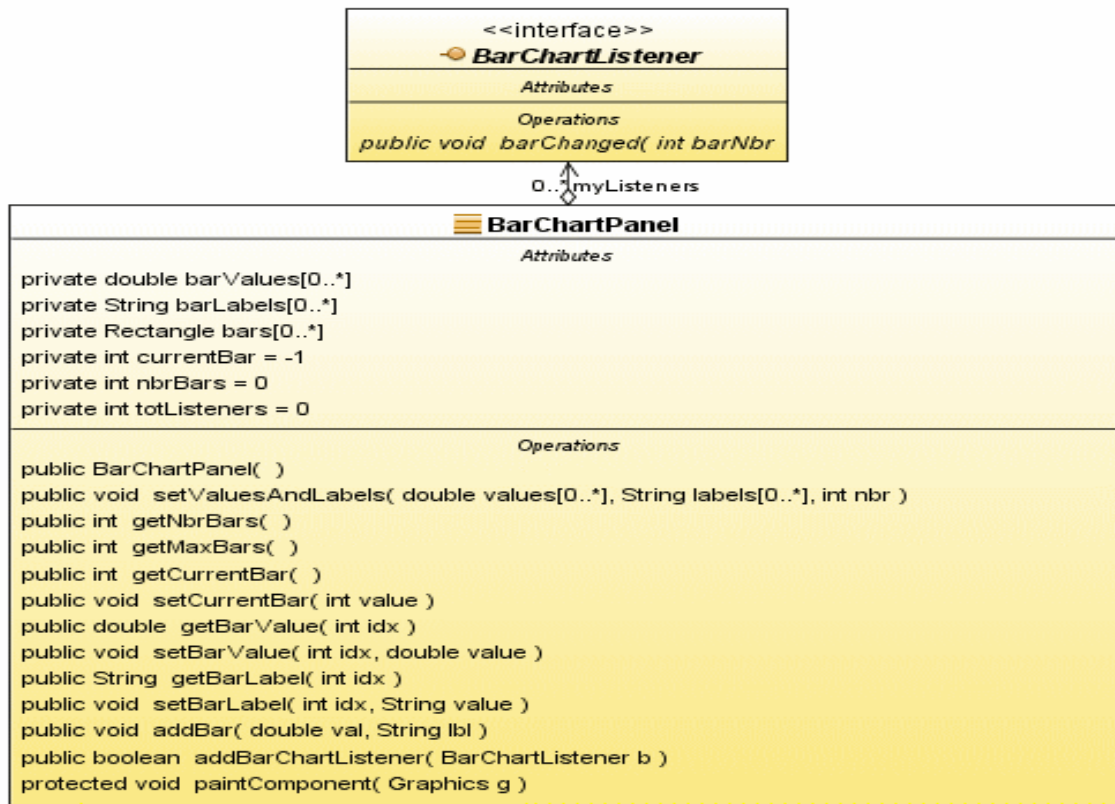 <<interface>>
BarChartListener
Attributes
Operations
public void barChanged( int barNbr
0..* myListeners
BarChartPanel
Attributes
private double barValues[0..*]
private String barLabels[0..*]
private Rectangle bars[0..*]
private int currentBar = -1
private int nbrBars = 0
private int totListeners = 0
Operations
public BarChartPanel( )
public void setValuesAndLabels( double values[0..*], String labels[0..*], int nbr )
public int getNbrBars( )
public int getMaxBars( )
public int getCurrentBar( )
public void setCurrentBar( int value )
public double getBarValue( int idx )
public void setBarValue( int idx, double value )
public String getBarLabel( int idx )
public void setBarLabel( int idx, String value )
public void addBar( double val, String lbl )
public boolean addBarChartListener( BarChartListener b )
protected void paintComponent( Graphics g )